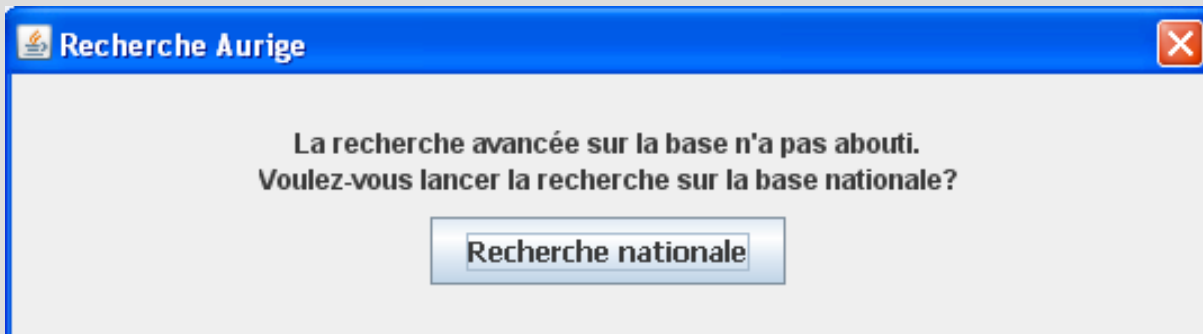 Recherche Aurige
La recherche avancée sur la base n'a pas abouti.
Voulez-vous lancer la recherche sur la base nationale?
Recherche nationale